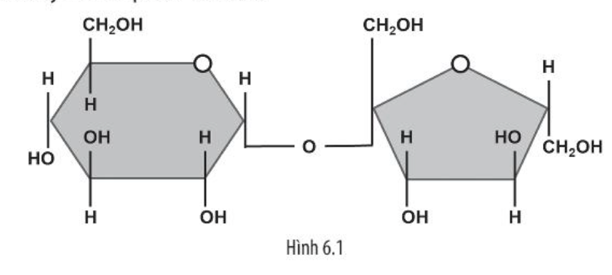 CH₂OH CH₂OH
O O
H H H
H
OH H H HO
HO O CH₂OH
H OH OH H
Hình 6.1